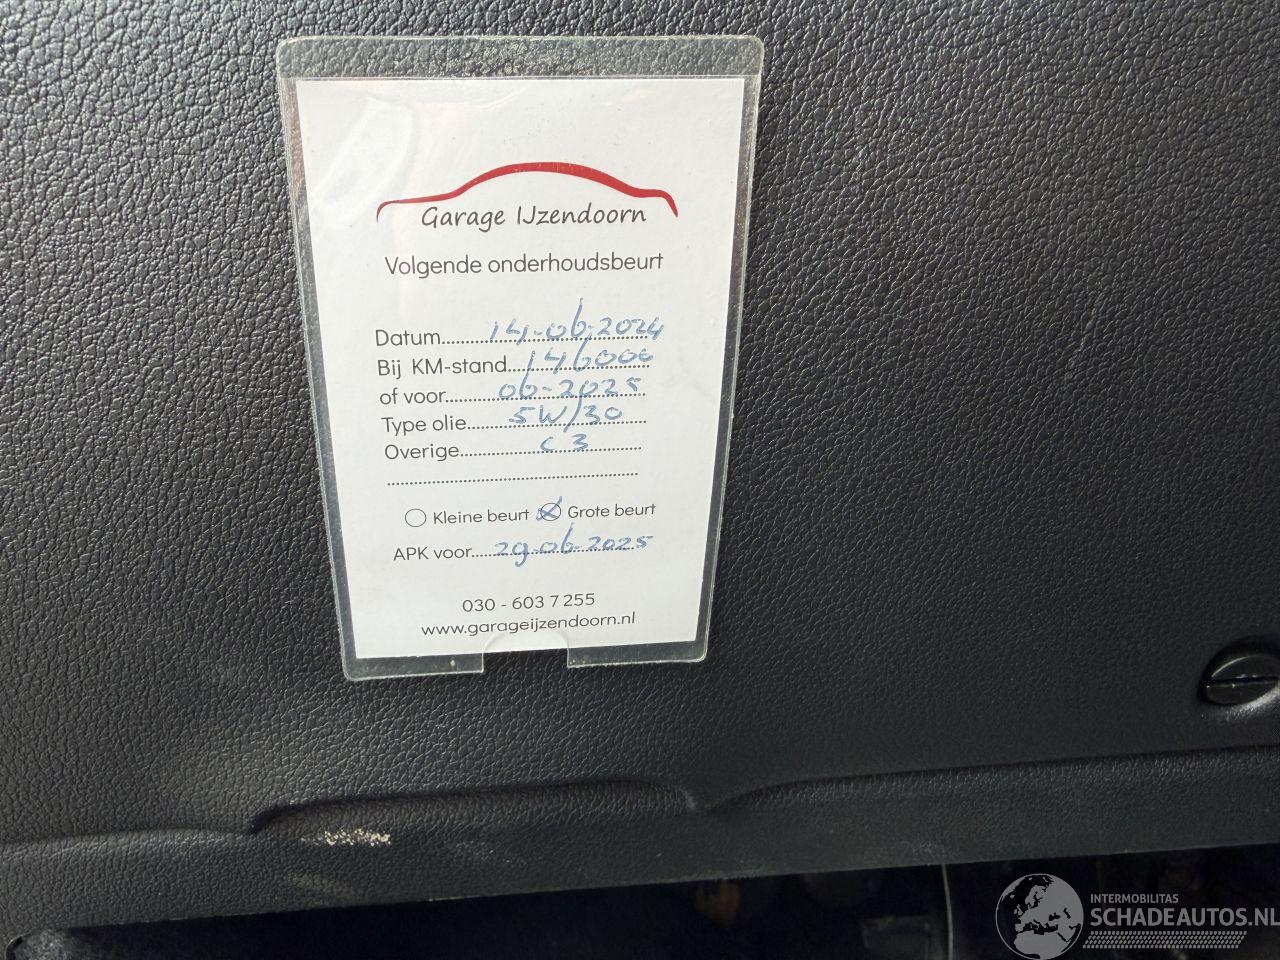 Garage IJzendoorn
Volgende onderhoudsbeurt
Datum...................14-06-2024
Bij KM-stand...146000
of voor.........06-2025
Type olie.......5W/30
Overige..............C3
Kleine beurt Grote beurt
APK voor....29-06-2025
030 - 603 7 255
www.garageijzendoorn.nl
INTERMOBILITAS
SCHADEAUTOS.NL